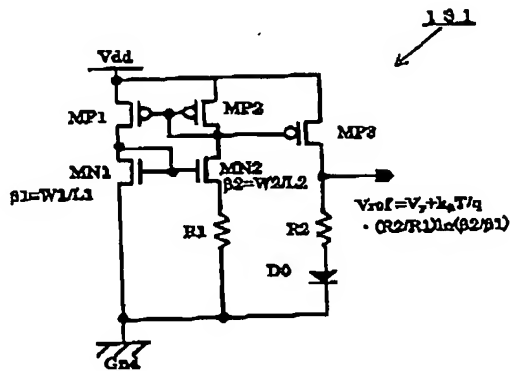 131
Vdd
MP1
MP2
MP3
MN1
MN2
β1=W1/L1
β2=W2/L2
Vref=Vγ+kBT/q
· (R2/R1)ln(β2/β1)
R1
R2
D0
Gnd